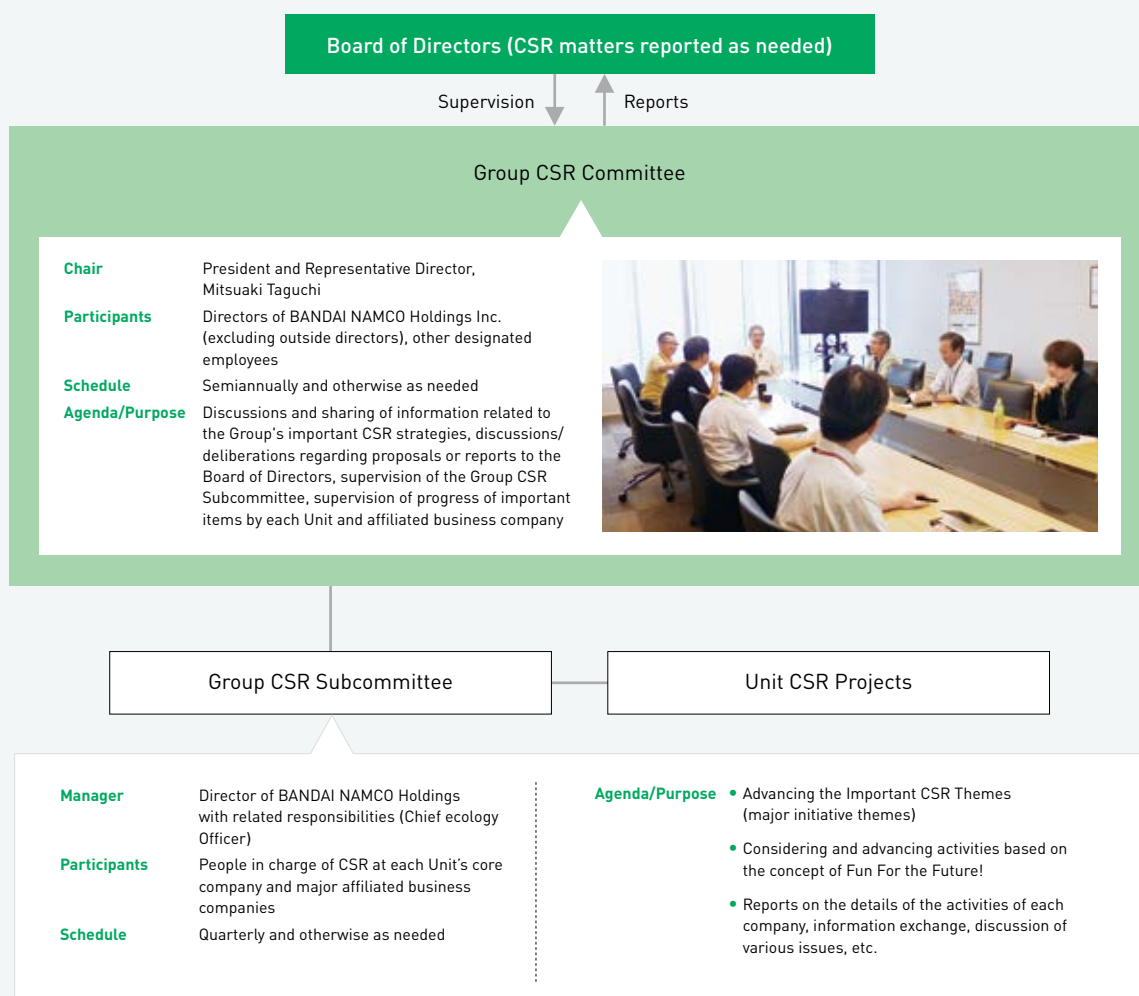 Board of Directors (CSR matters reported as needed)
Supervision
Reports
Group CSR Committee
Chair
President and Representative Director,
Mitsuaki Taguchi
Participants
Directors of BANDAI NAMCO Holdings Inc.
(excluding outside directors), other designated
employees
Schedule
Semiannually and otherwise as needed
Agenda/Purpose
Discussions and sharing of information related to
the Group's important CSR strategies, discussions/
deliberations regarding proposals or reports to the
Board of Directors, supervision of the Group CSR
Subcommittee, supervision of progress of important
items by each Unit and affiliated business company
Group CSR Subcommittee
Unit CSR Projects
Manager
Director of BANDAI NAMCO Holdings
with related responsibilities (Chief ecology
Officer)
Participants
People in charge of CSR at each Unit’s core
company and major affiliated business
companies
Schedule
Quarterly and otherwise as needed
Agenda/Purpose
• Advancing the Important CSR Themes
(major initiative themes)
• Considering and advancing activities based on
the concept of Fun For the Future!
• Reports on the details of the activities of each
company, information exchange, discussion of
various issues, etc.